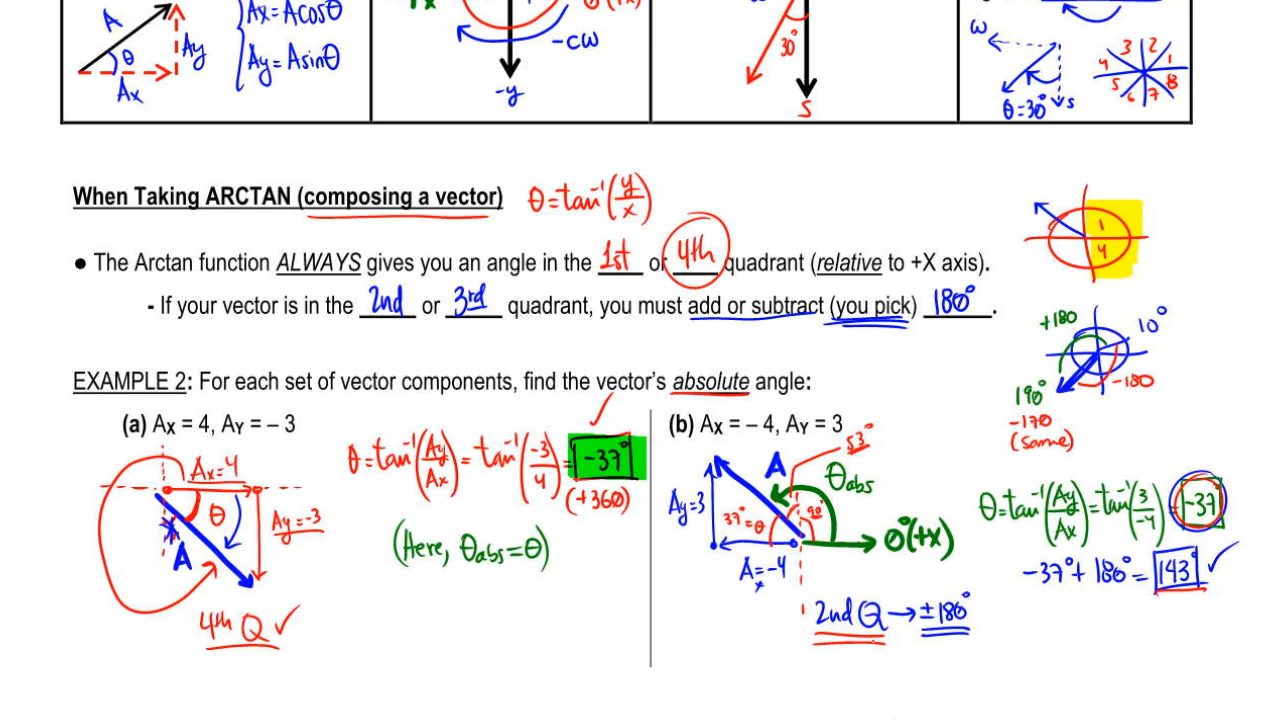 A
θ
Ay
Ax
Ax = Acosθ
Ay = Asinθ
-CW
-y
30°
S
ω
θ=30°
S
3 2 1
4
5 6 7 8
When Taking ARCTAN (composing a vector) θ=tan⁻¹(y/x)
● The Arctan function ALWAYS gives you an angle in the 1st or 4th quadrant (relative to +X axis).
1
4
- If your vector is in the 2nd or 3rd quadrant, you must add or subtract (you pick) 180°.
+180
10°
-180
190°
-170
(same)
EXAMPLE 2: For each set of vector components, find the vector's absolute angle:
(a) Ax = 4, AY = – 3
Ax=4
θ
Ay=-3
A
4th Q ✓
θ=tan⁻¹(Ay/Ax)=tan⁻¹(-3/4)=-37°
(+360)
(Here, θabs=θ)
(b) Ax = – 4, AY = 3
53°
A
θabs
Ay=3
37°=θ
90°
0°(+x)
Ax=-4
2nd Q → ±180°
θ=tan⁻¹(Ay/Ax)=tan⁻¹(3/-4)=-37°
-37°+180°=143° ✓